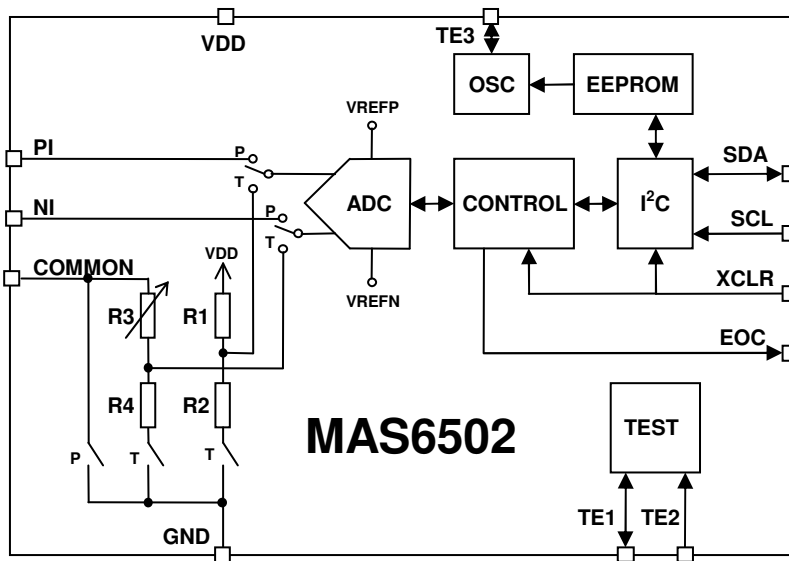 VDD
TE3
OSC
EEPROM
VREFP
PI
P
T
NI
P
T
ADC
CONTROL
I²C
SDA
SCL
COMMON
VDD
VREFN
XCLR
R3
R1
EOC
R4
R2
MAS6502
TEST
P
T
T
GND
TE1
TE2